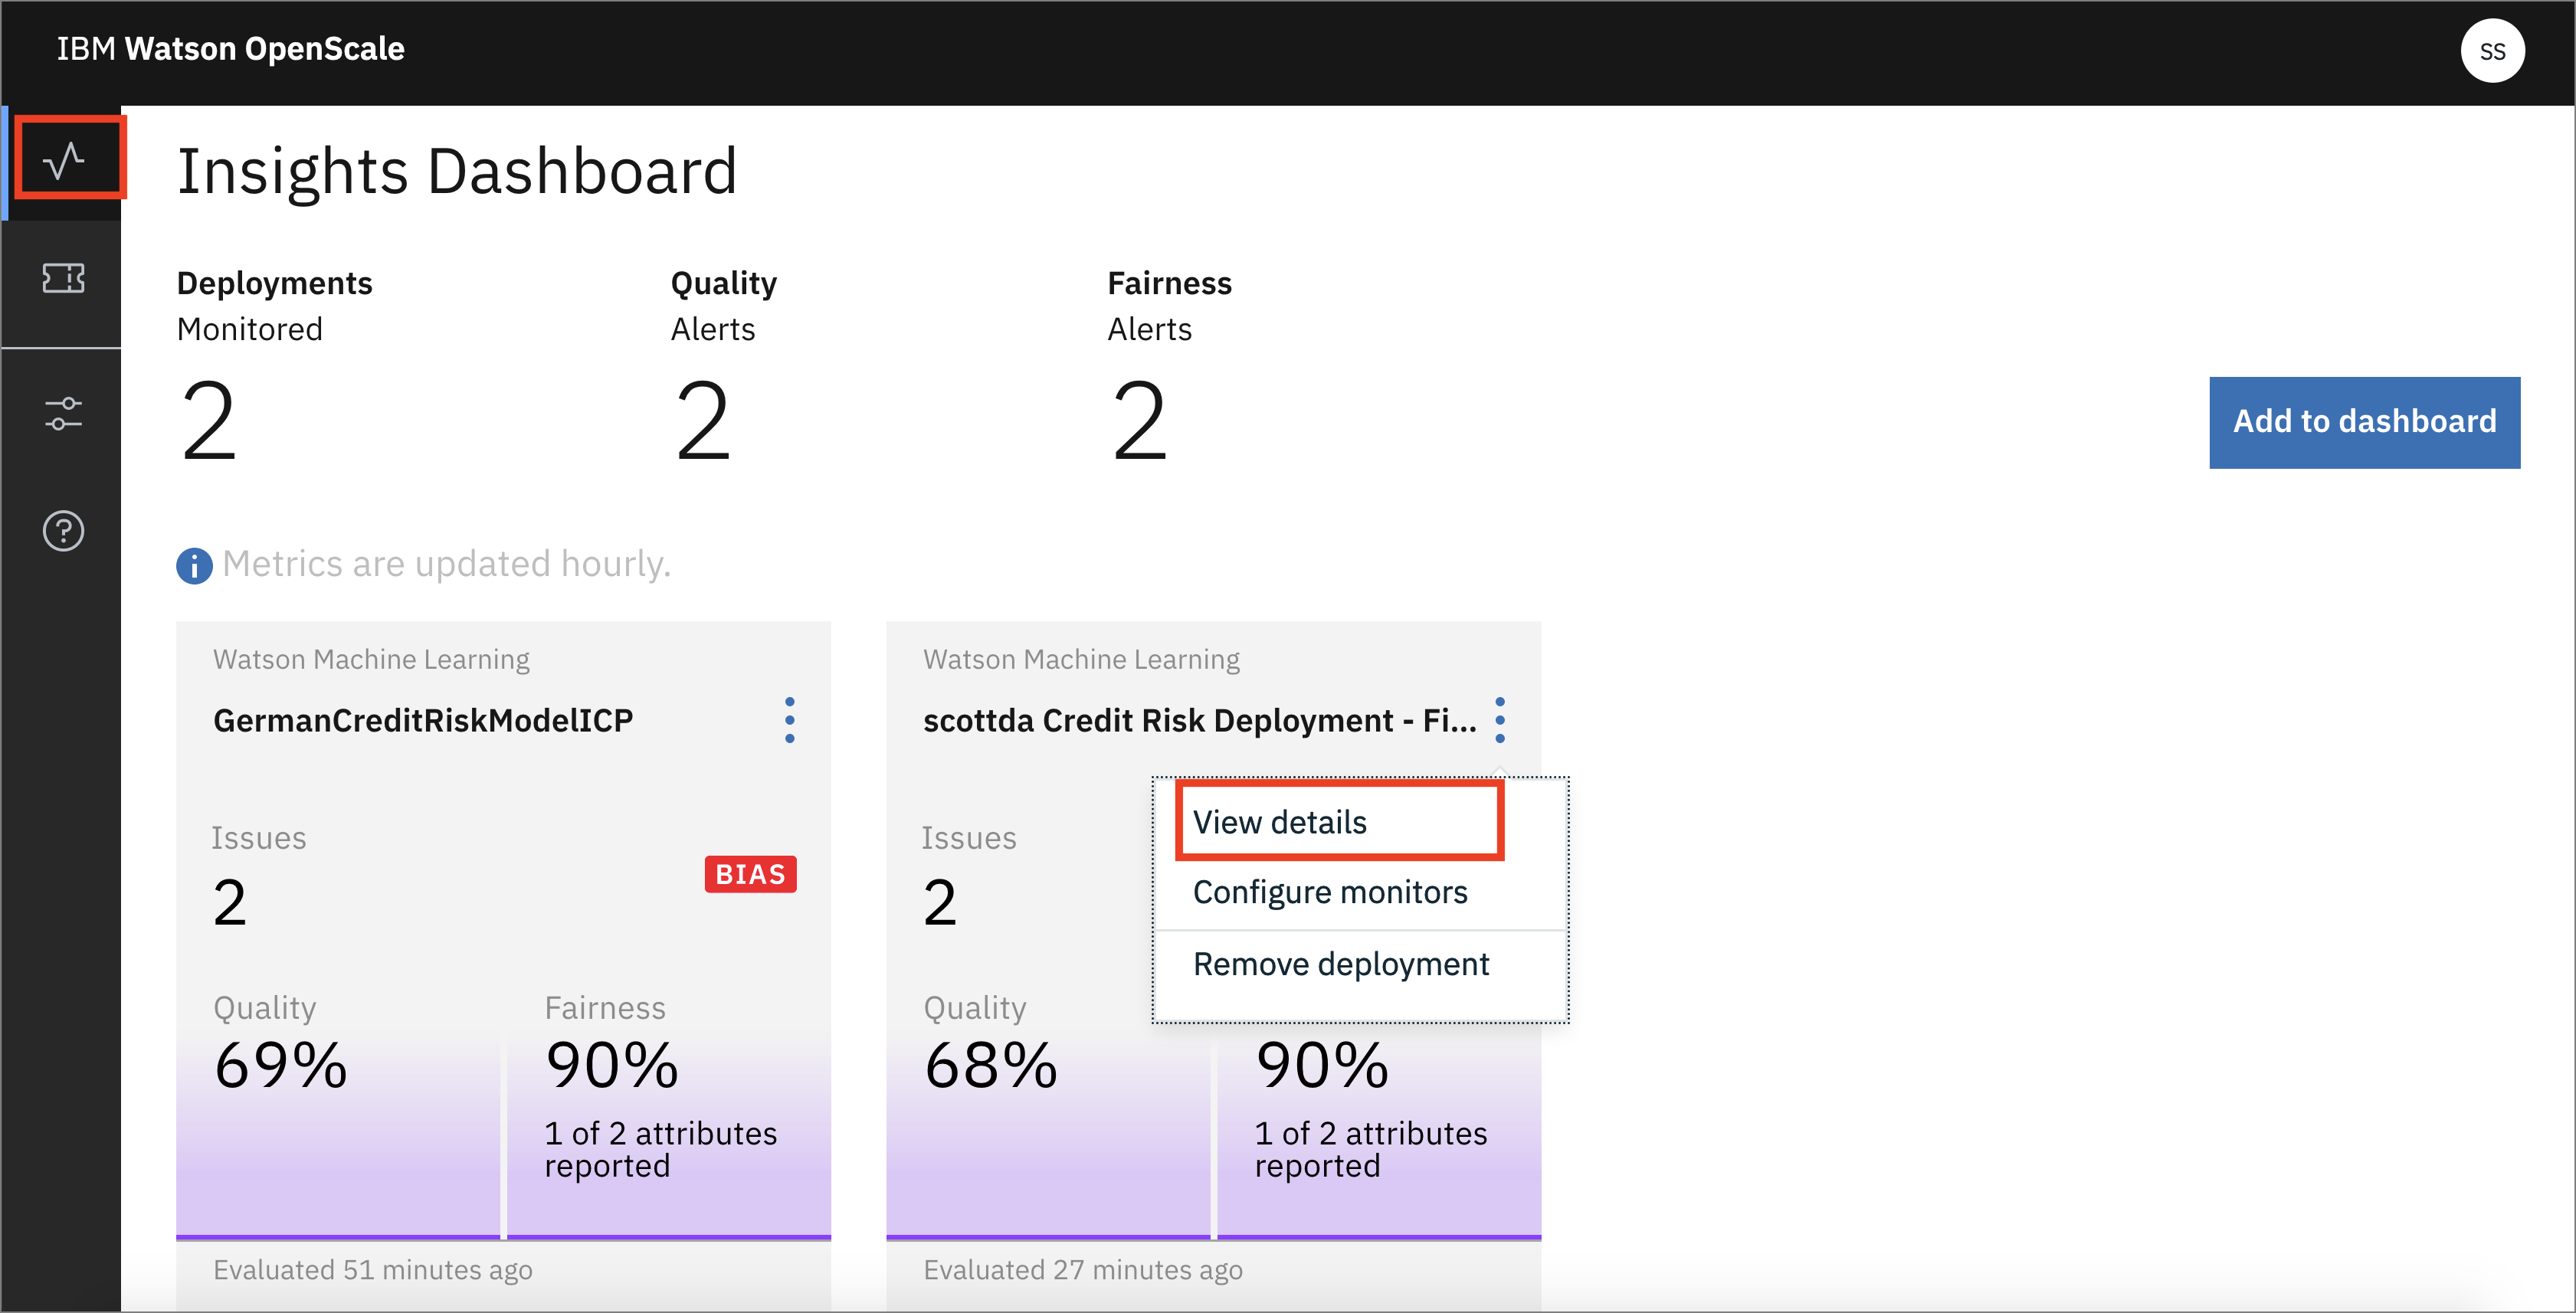 IBM Watson OpenScale
SS
Insights Dashboard
Deployments
Monitored
2
Quality
Alerts
2
Fairness
Alerts
2
Add to dashboard
Metrics are updated hourly.
Watson Machine Learning
GermanCreditRiskModelICP
Issues
2
BIAS
Quality
69%
Fairness
90%
1 of 2 attributes
reported
Evaluated 51 minutes ago
Watson Machine Learning
scottda Credit Risk Deployment - Fi...
View details
Configure monitors
Remove deployment
Issues
2
Quality
68%
90%
1 of 2 attributes
reported
Evaluated 27 minutes ago